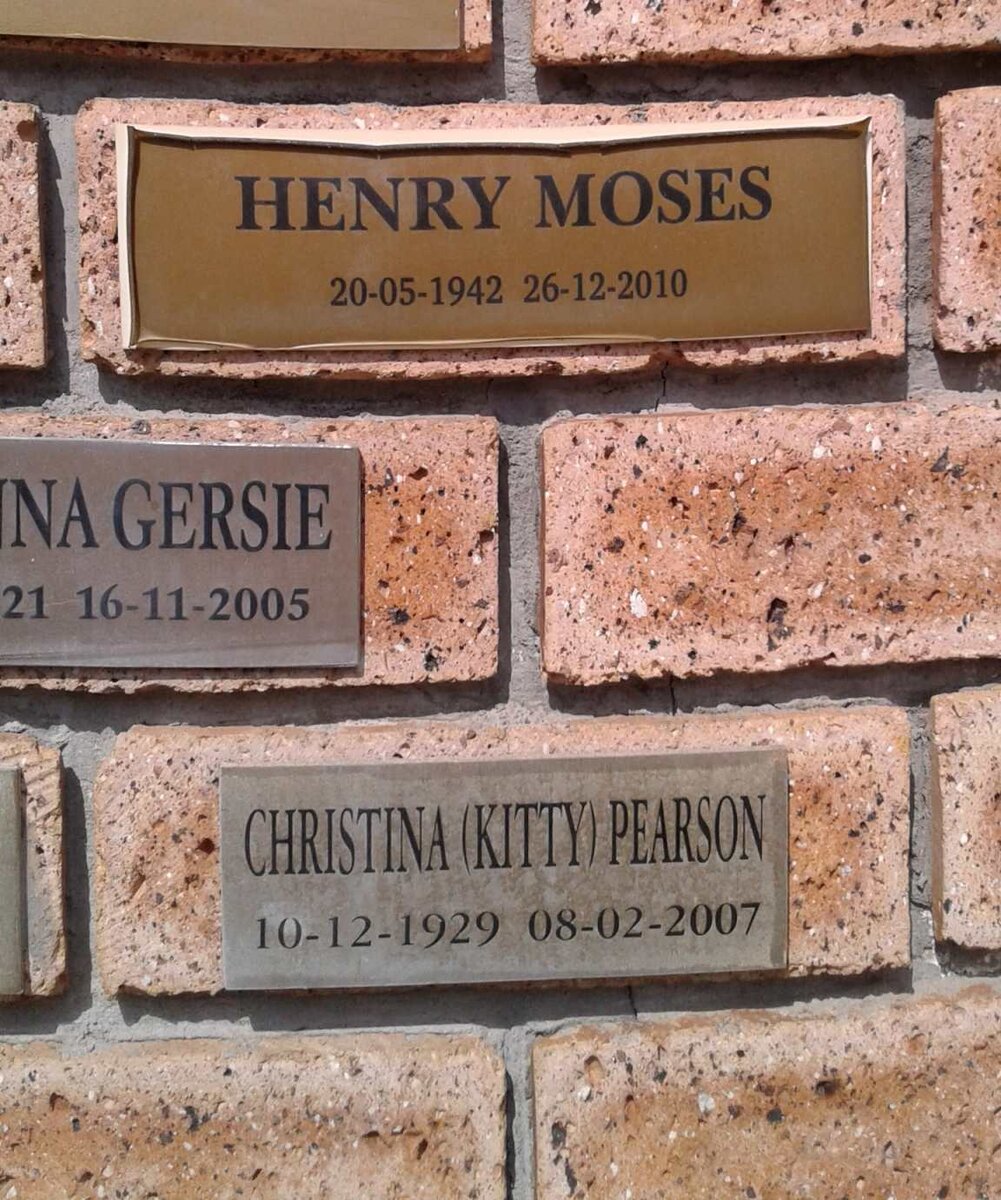 HENRY MOSES
20-05-1942 26-12-2010
GERSIE
21 16-11-2005
CHRISTINA (KITTY) PEARSON
10-12-1929 08-02-2007